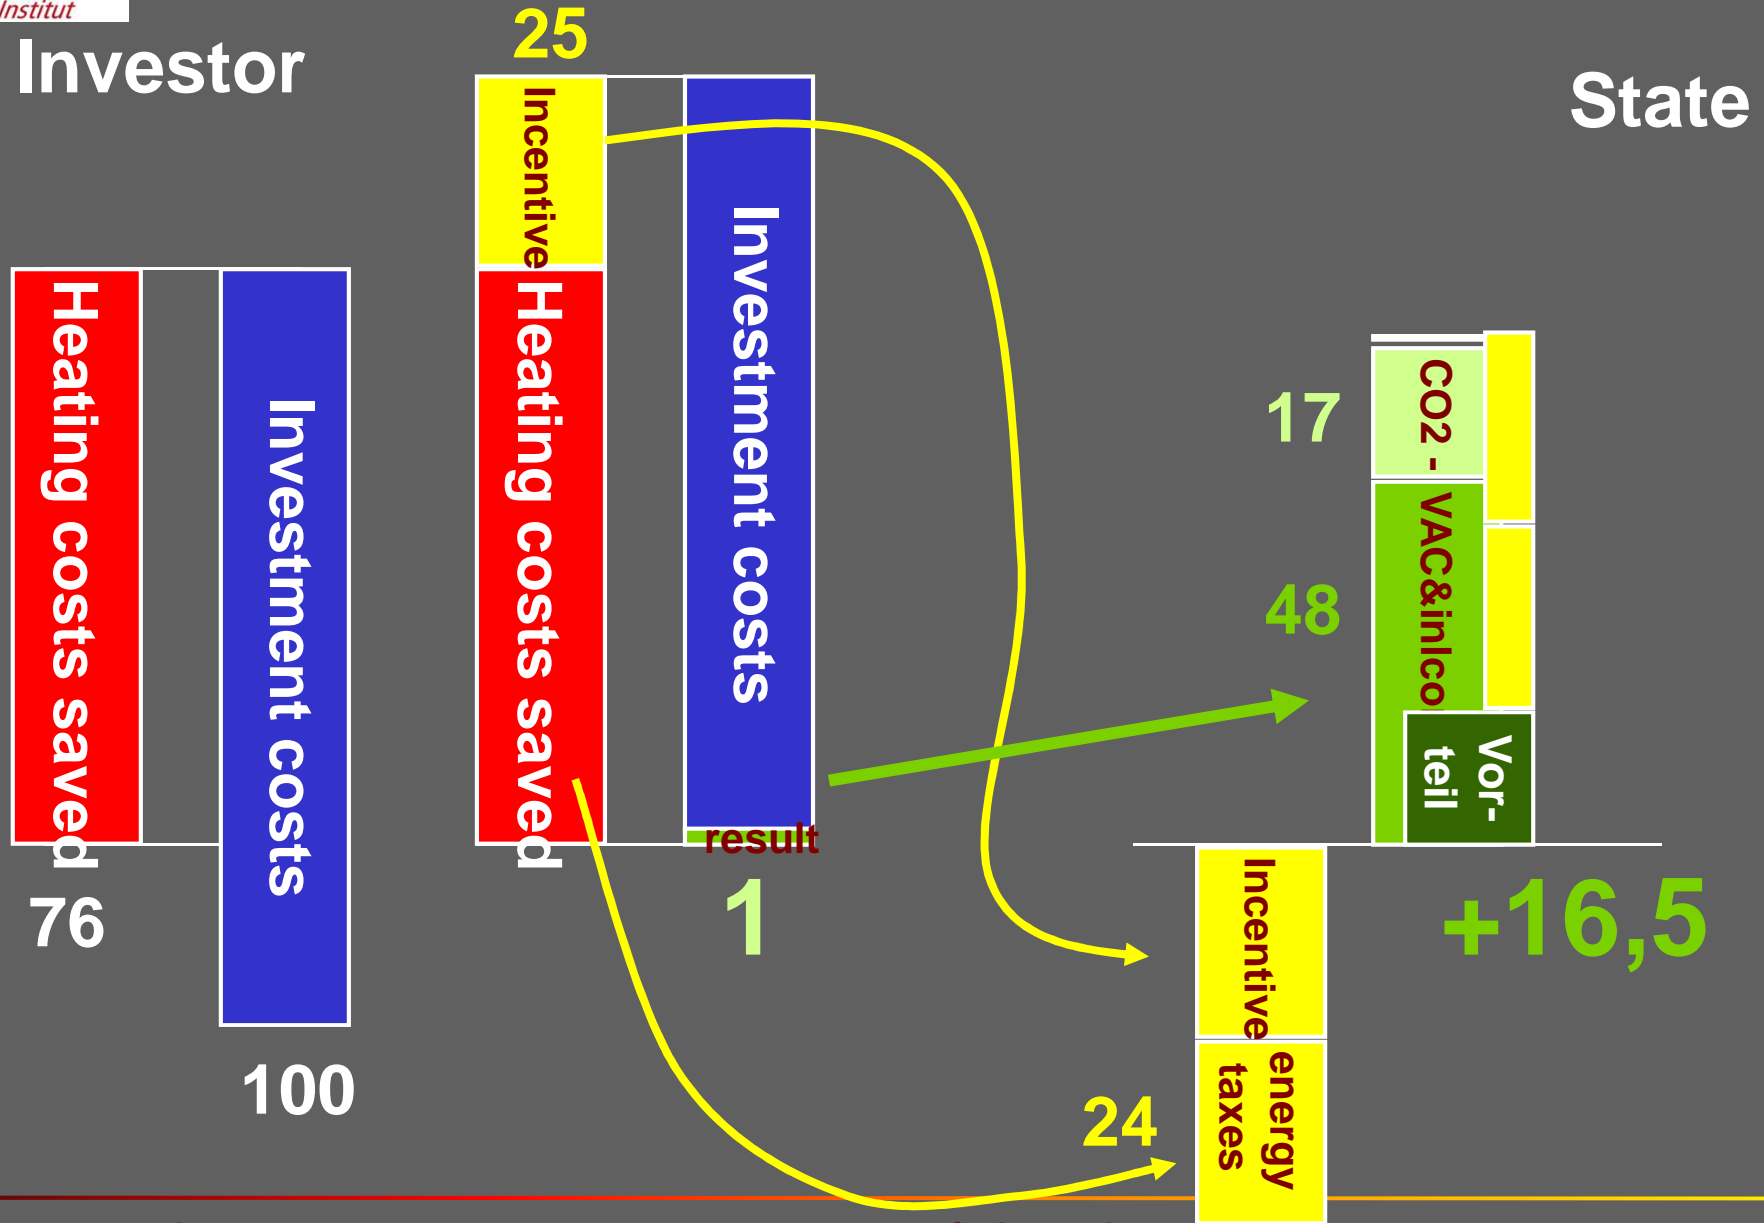 Institut
Investor
State
25
Incentive
Heating costs saved
Investment costs
Heating costs saved
Investment costs
result
76
100
1
17
CO2 -
48
VAC&inlco
Vor-
teil
+16,5
Incentive
24
energy
taxes